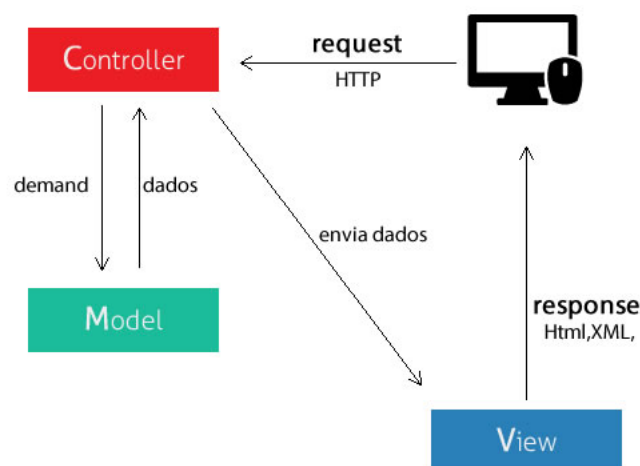 Controller
request
HTTP
demand
dados
envia dados
Model
response
Html,XML,
View